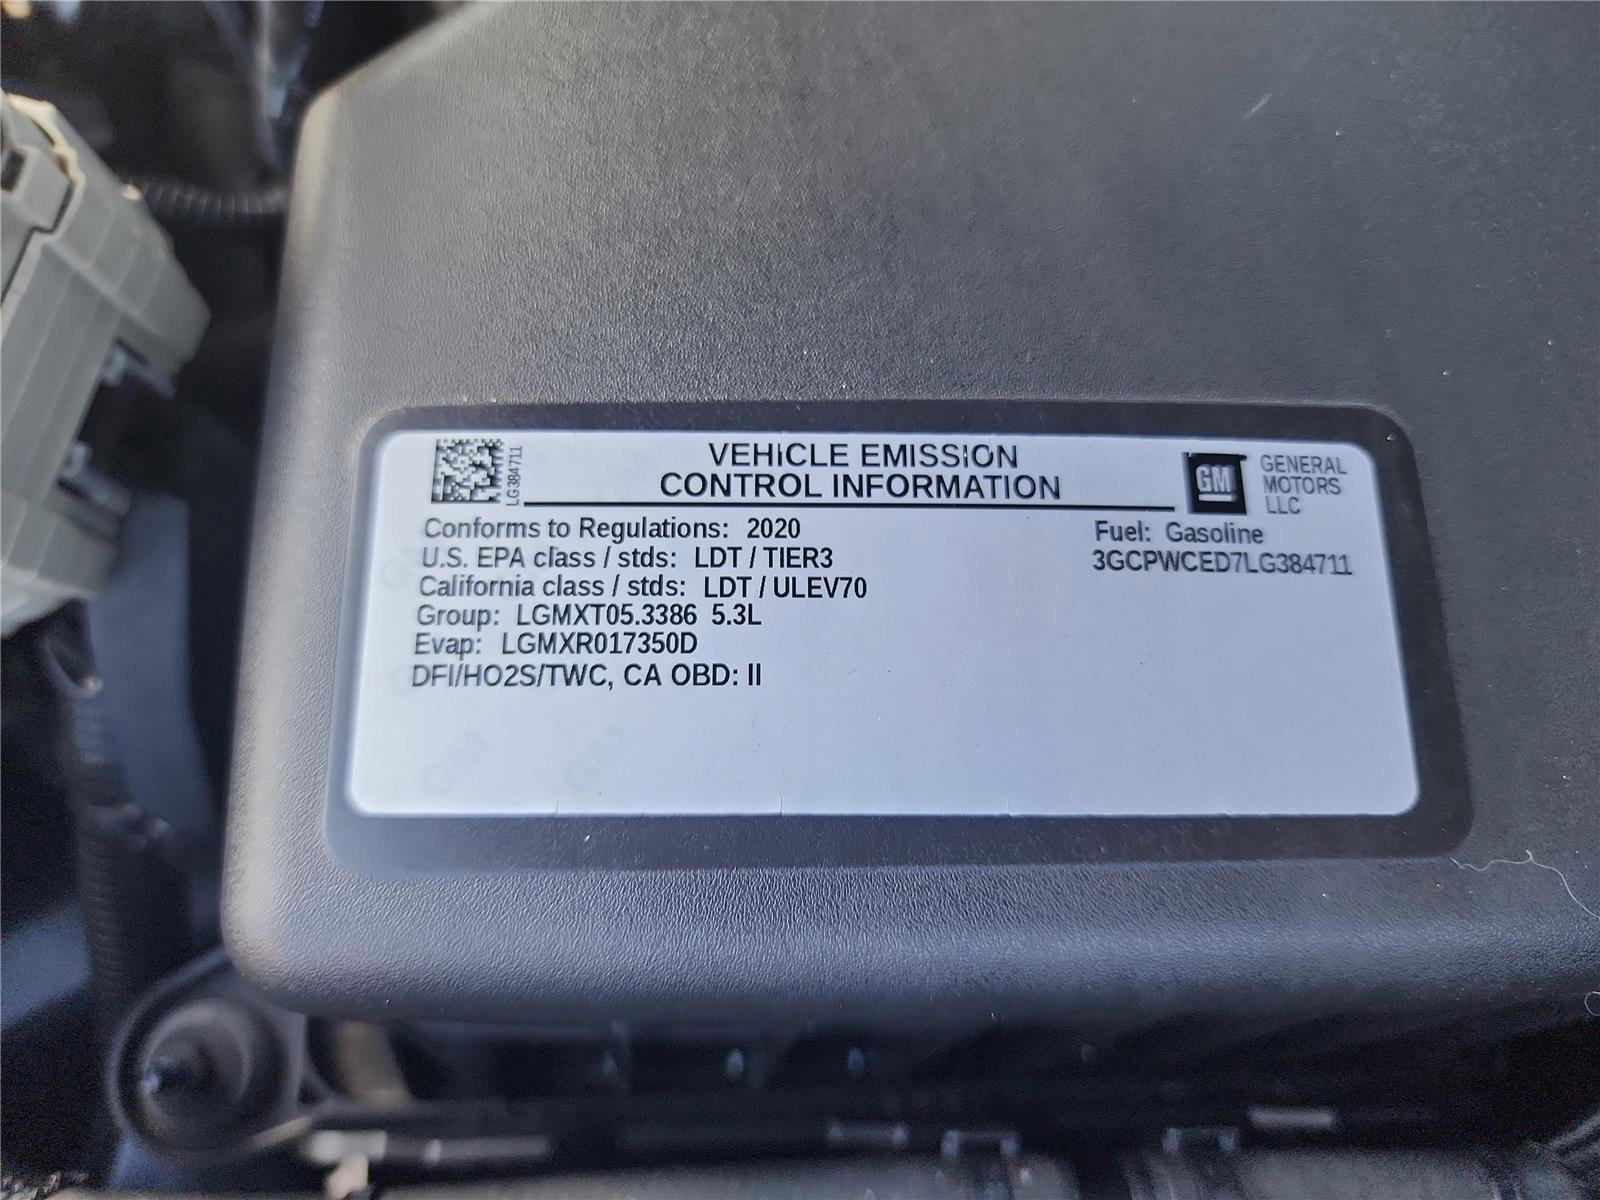 LG384711
VEHICLE EMISSION
CONTROL INFORMATION
GM
GENERAL
MOTORS
LLC
Conforms to Regulations: 2020
U.S. EPA class / stds: LDT / TIER3
California class / stds: LDT / ULEV70
Group: LGMXT05.3386 5.3L
Evap: LGMXR017350D
DFI/HO2S/TWC, CA OBD: II
Fuel: Gasoline
3GCPWCED7LG384711
GM
GM